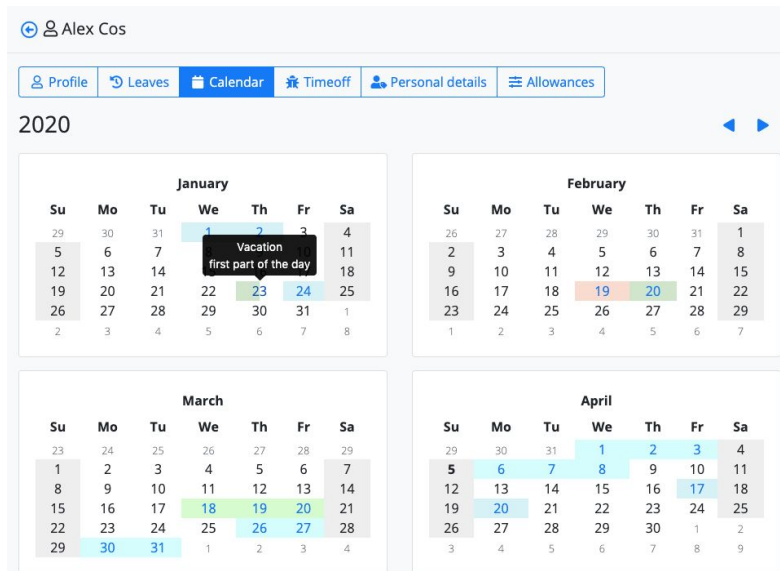 Alex Cos
Profile
Leaves
Calendar
Timeoff
Personal details
Allowances
2020
January
Su Mo Tu We Th Fr Sa
29 30 31 1 2 3 4
5 6 7 11
12 13 14 18
19 20 21 22 23 24 25
26 27 28 29 30 31 1
2 3 4 5 6 7 8
Vacation
first part of the day
February
Su Mo Tu We Th Fr Sa
26 27 28 29 30 31 1
2 3 4 5 6 7 8
9 10 11 12 13 14 15
16 17 18 19 20 21 22
23 24 25 26 27 28 29
1 2 3 4 5 6 7
March
Su Mo Tu We Th Fr Sa
23 24 25 26 27 28 29
1 2 3 4 5 6 7
8 9 10 11 12 13 14
15 16 17 18 19 20 21
22 23 24 25 26 27 28
29 30 31 1 2 3 4
April
Su Mo Tu We Th Fr Sa
29 30 31 1 2 3 4
5 6 7 8 9 10 11
12 13 14 15 16 17 18
19 20 21 22 23 24 25
26 27 28 29 30 1 2
3 4 5 6 7 8 9